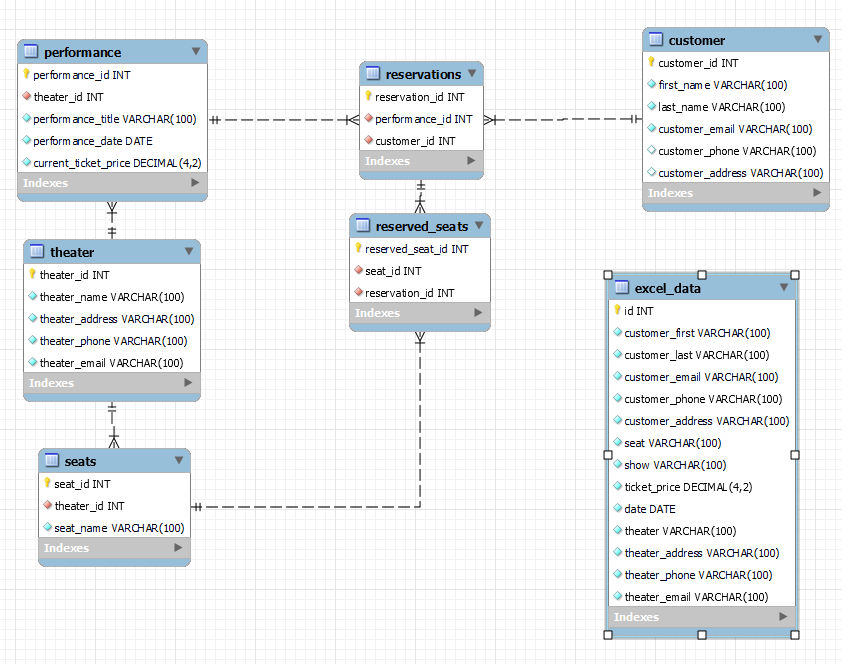 performance
performance_id INT
theater_id INT
performance_title VARCHAR(100)
performance_date DATE
current_ticket_price DECIMAL(4,2)
Indexes
reservations
reservation_id INT
performance_id INT
customer_id INT
Indexes
customer
customer_id INT
first_name VARCHAR(100)
last_name VARCHAR(100)
customer_email VARCHAR(100)
customer_phone VARCHAR(100)
customer_address VARCHAR(100)
Indexes
theater
theater_id INT
theater_name VARCHAR(100)
theater_address VARCHAR(100)
theater_phone VARCHAR(100)
theater_email VARCHAR(100)
Indexes
reserved_seats
reserved_seat_id INT
seat_id INT
reservation_id INT
Indexes
excel_data
id INT
customer_first VARCHAR(100)
customer_last VARCHAR(100)
customer_email VARCHAR(100)
customer_phone VARCHAR(100)
customer_address VARCHAR(100)
seat VARCHAR(100)
show VARCHAR(100)
ticket_price DECIMAL(4,2)
date DATE
theater VARCHAR(100)
theater_address VARCHAR(100)
theater_phone VARCHAR(100)
theater_email VARCHAR(100)
Indexes
seats
seat_id INT
theater_id INT
seat_name VARCHAR(100)
Indexes